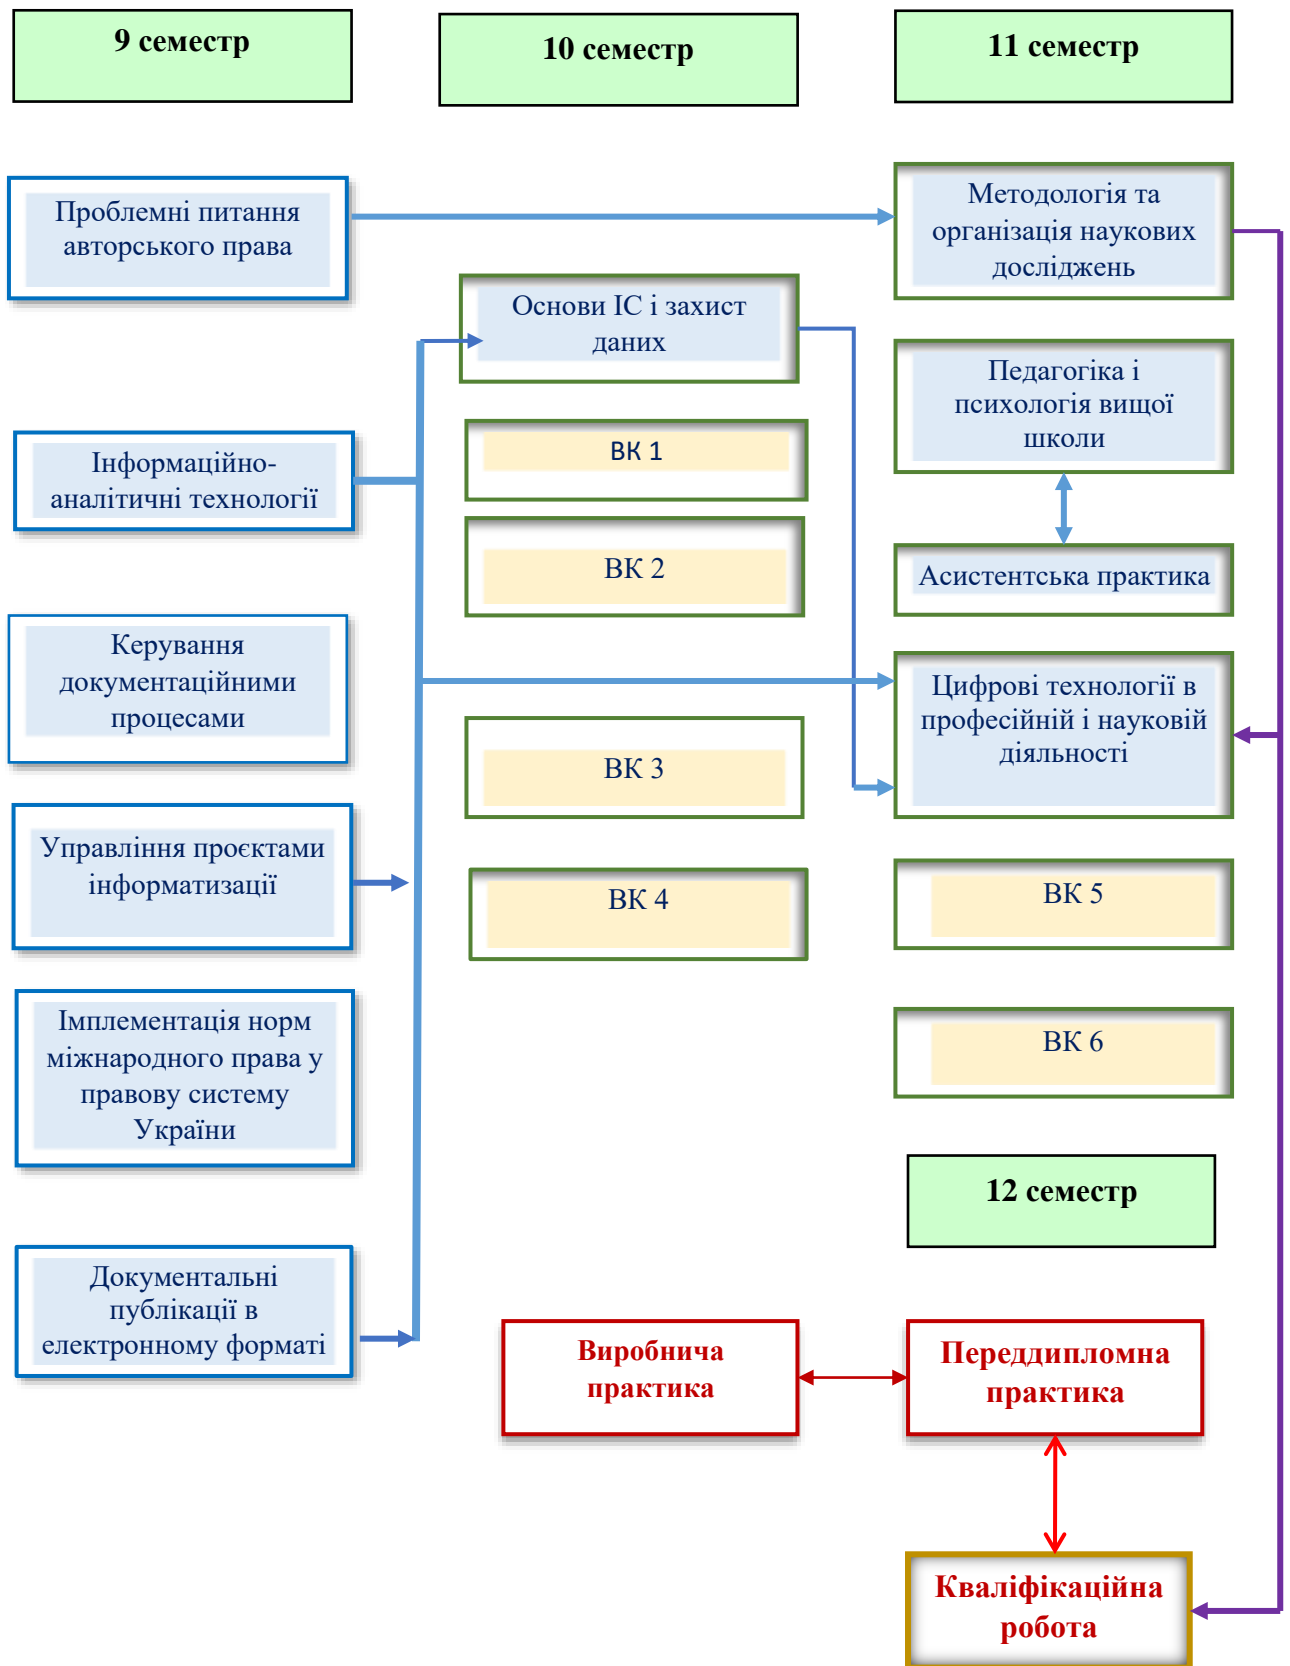 9 семестр
10 семестр
11 семестр
Проблемні питання
авторського права
Інформаційно-
аналітичні технології
Керування
документаційними
процесами
Управління проєктами
інформатизації
Імплементація норм
міжнародного права у
правову систему
України
Документальні
публікації в
електронному форматі
Основи ІС і захист
даних
ВК 1
ВК 2
ВК 3
ВК 4
Методологія та
організація наукових
досліджень
Педагогіка і
психологія вищої
школи
Асистентська практика
Цифрові технології в
професійній і науковій
діяльності
ВК 5
ВК 6
12 семестр
Виробнича
практика
Переддипломна
практика
Кваліфікаційна
робота